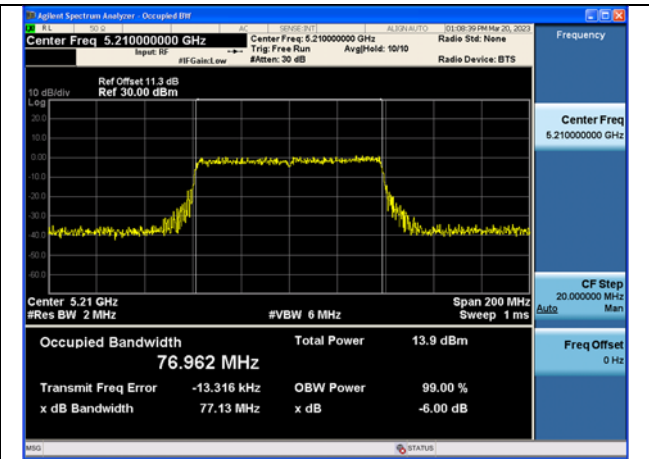 Agilent Spectrum Analyzer - Occupied BW
RL 50 Ω AC SENSE:INT ALIGN AUTO 01:08:39 PM Mar 20, 2023
Center Freq 5.210000000 GHz
Center Freq: 5.210000000 GHz
Radio Std: None
Input: RF
Trig: Free Run Avg|Hold: 10/10
#IFGain:Low #Atten: 30 dB
Radio Device: BTS
Frequency
Ref Offset 11.3 dB
10 dB/div Ref 30.00 dBm
Log
20.0
10.0
0.00
-10.0
-20.0
-30.0
-40.0
-50.0
-60.0
Center 5.21 GHz Span 200 MHz
#Res BW 2 MHz #VBW 6 MHz Sweep 1 ms
Occupied Bandwidth Total Power 13.9 dBm
76.962 MHz
Transmit Freq Error -13.316 kHz OBW Power 99.00 %
x dB Bandwidth 77.13 MHz x dB -6.00 dB
Center Freq
5.210000000 GHz
CF Step
20.000000 MHz
Auto Man
Freq Offset
0 Hz
MSG STATUS